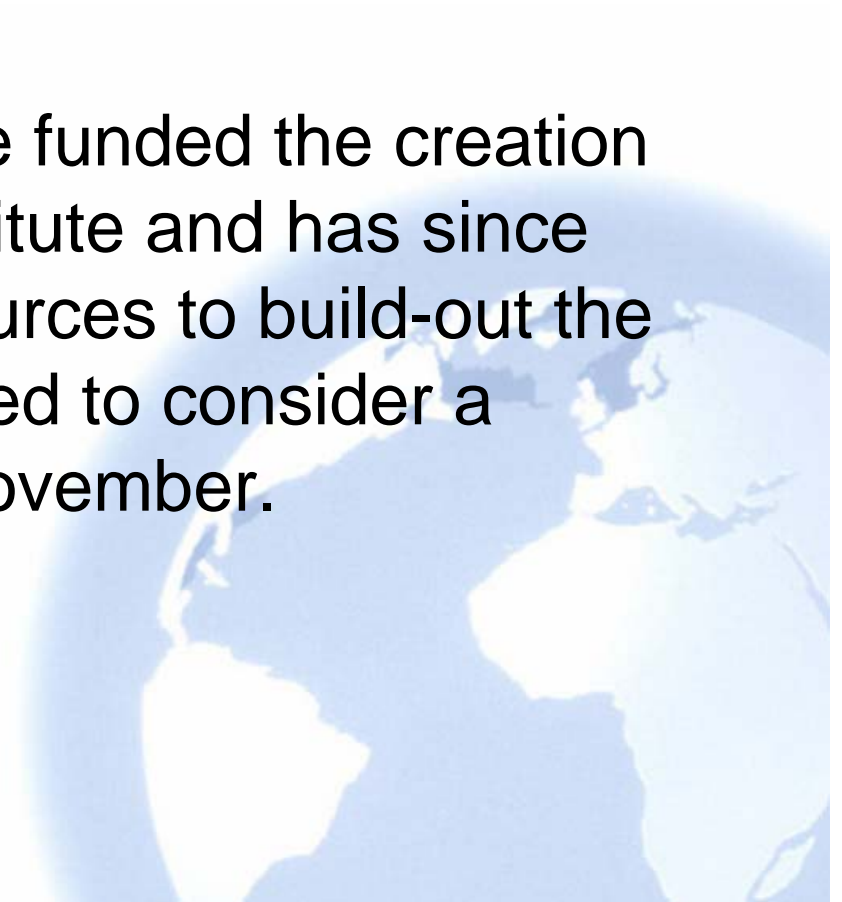 e funded the creation
itute and has since
urces to build-out the
ed to consider a
ovember.